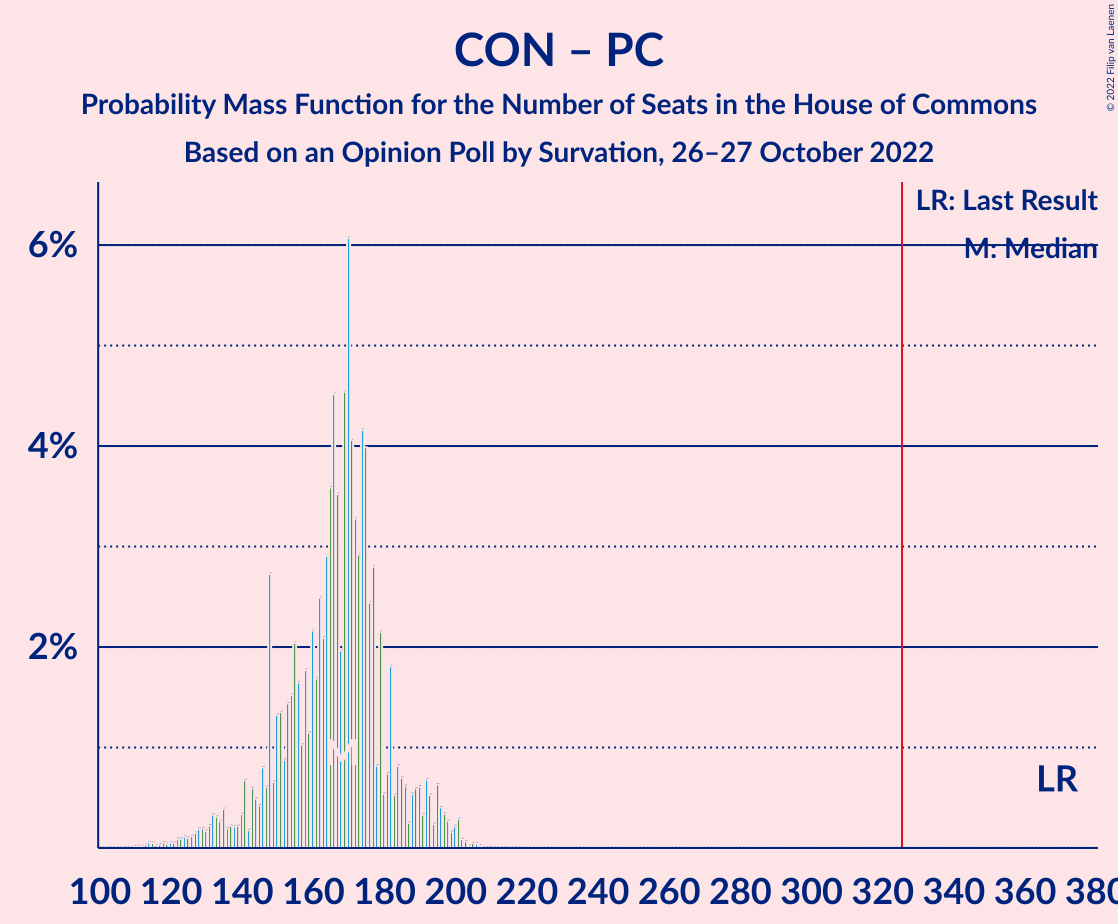 CON – PC
Probability Mass Function for the Number of Seats in the House of Commons
Based on an Opinion Poll by Survation, 26–27 October 2022
© 2022 Filip van Laenen
LR: Last Result
M: Median
6%
4%
2%
LR
100 120 140 160 180 200 220 240 260 280 300 320 340 360 380